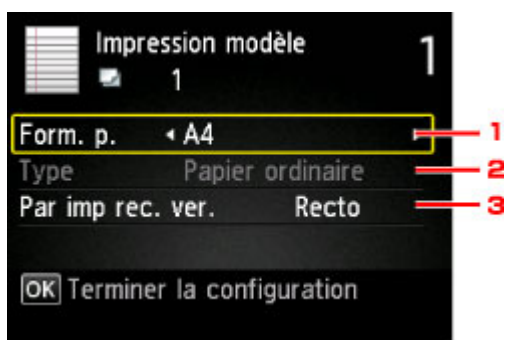 Impression modèle
1
1
Form. p. A4
1
Type Papier ordinaire
2
Par imp rec. ver. Recto
3
OK Terminer la configuration